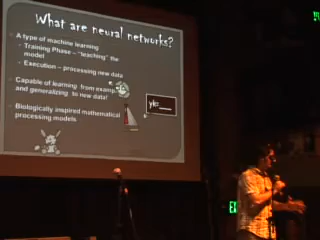 What are neural networks?
A type of machine learning
- Training Phase – "teaching" the
model
- Execution – processing new data
Capable of learning from
and generalizing to new data!
Biologically inspired mathematical
processing models